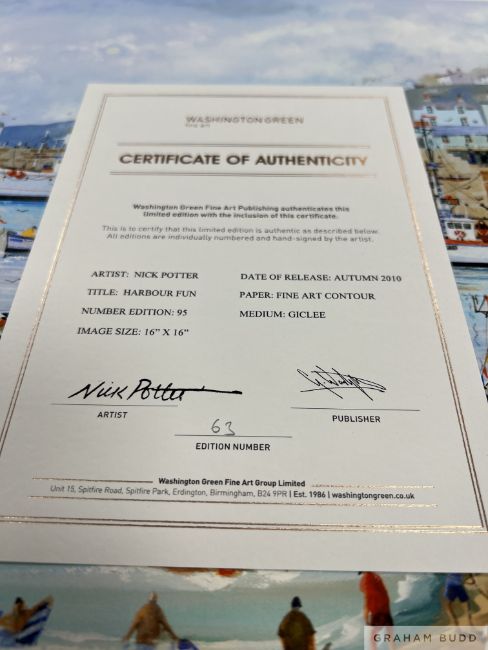 WASHINGTON GREEN
fine art
CERTIFICATE OF AUTHENTICITY
Washington Green Fine Art Publishing authenticates this
limited edition with the inclusion of this certificate.
This is to certify that this limited edition is authentic as described below.
All editions are individually numbered and hand-signed by the artist.
ARTIST: NICK POTTER
TITLE: HARBOUR FUN
NUMBER EDITION: 95
IMAGE SIZE: 16” X 16”
DATE OF RELEASE: AUTUMN 2010
PAPER: FINE ART CONTOUR
MEDIUM: GICLEE
Nick Potter
ARTIST
PUBLISHER
63
EDITION NUMBER
Washington Green Fine Art Group Limited
Unit 15, Spitfire Road, Spitfire Park, Erdington, Birmingham, B24 9PR | Est. 1986 | washingtongreen.co.uk
GRAHAM BUDD